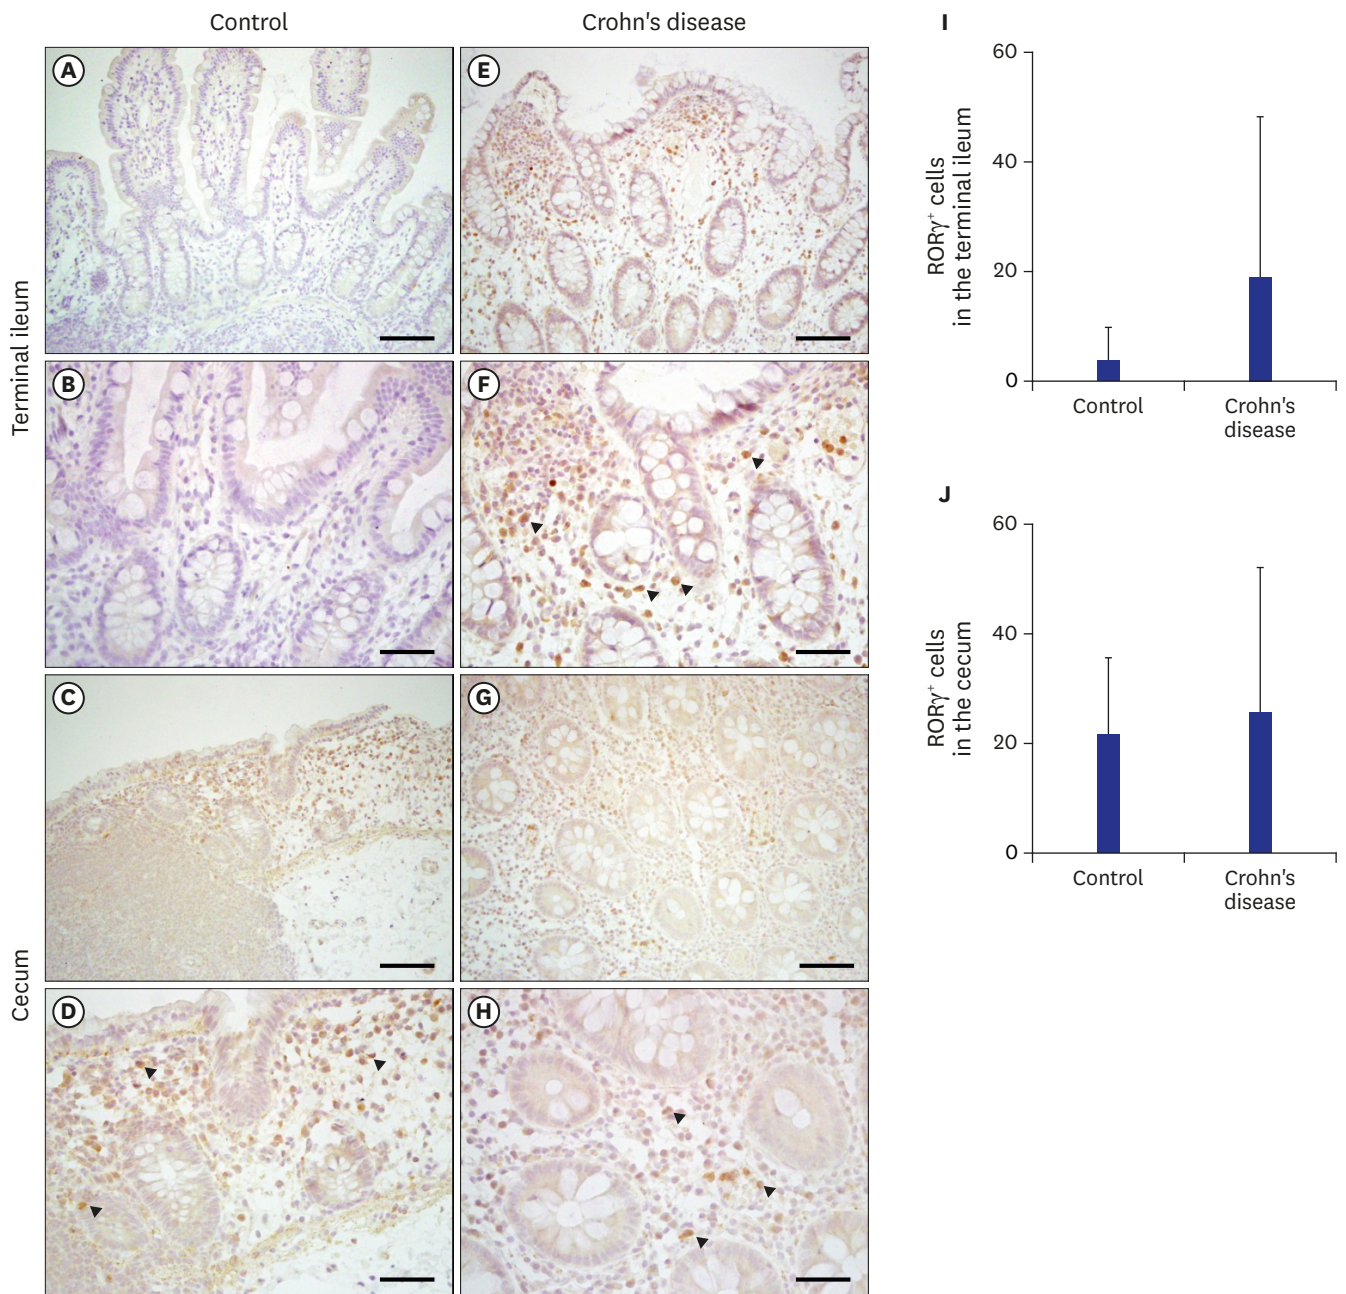 Control
Crohn's disease
Terminal ileum
Cecum
A
B
C
D
E
F
G
H
I
60
40
20
0
RORγ⁺ cells
in the terminal ileum
Control
Crohn's
disease
J
60
40
20
0
RORγ⁺ cells
in the cecum
Control
Crohn's
disease